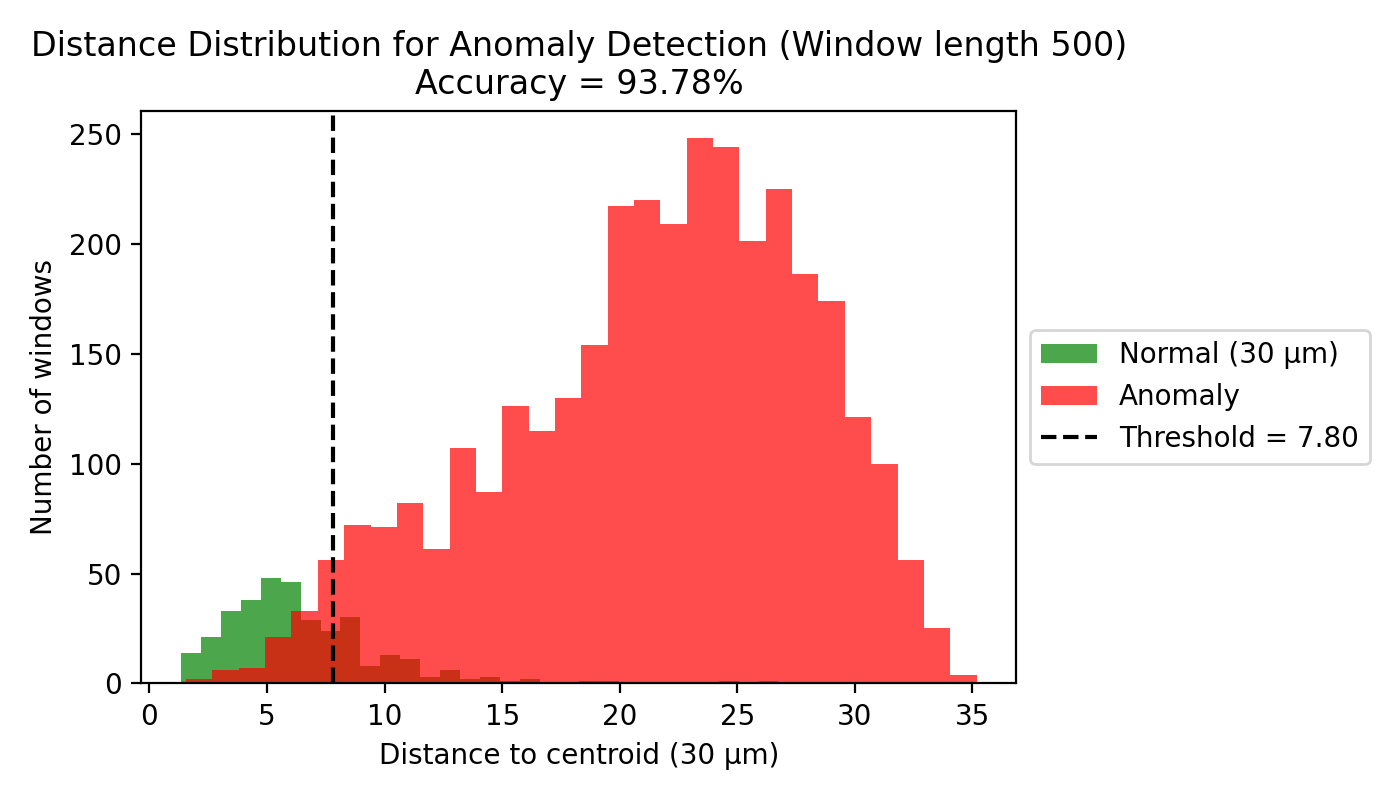 Distance Distribution for Anomaly Detection (Window length 500)
Accuracy = 93.78%
250
200
150
100
50
0
Number of windows
0 5 10 15 20 25 30 35
Distance to centroid (30 µm)
Normal (30 µm)
Anomaly
Threshold = 7.80